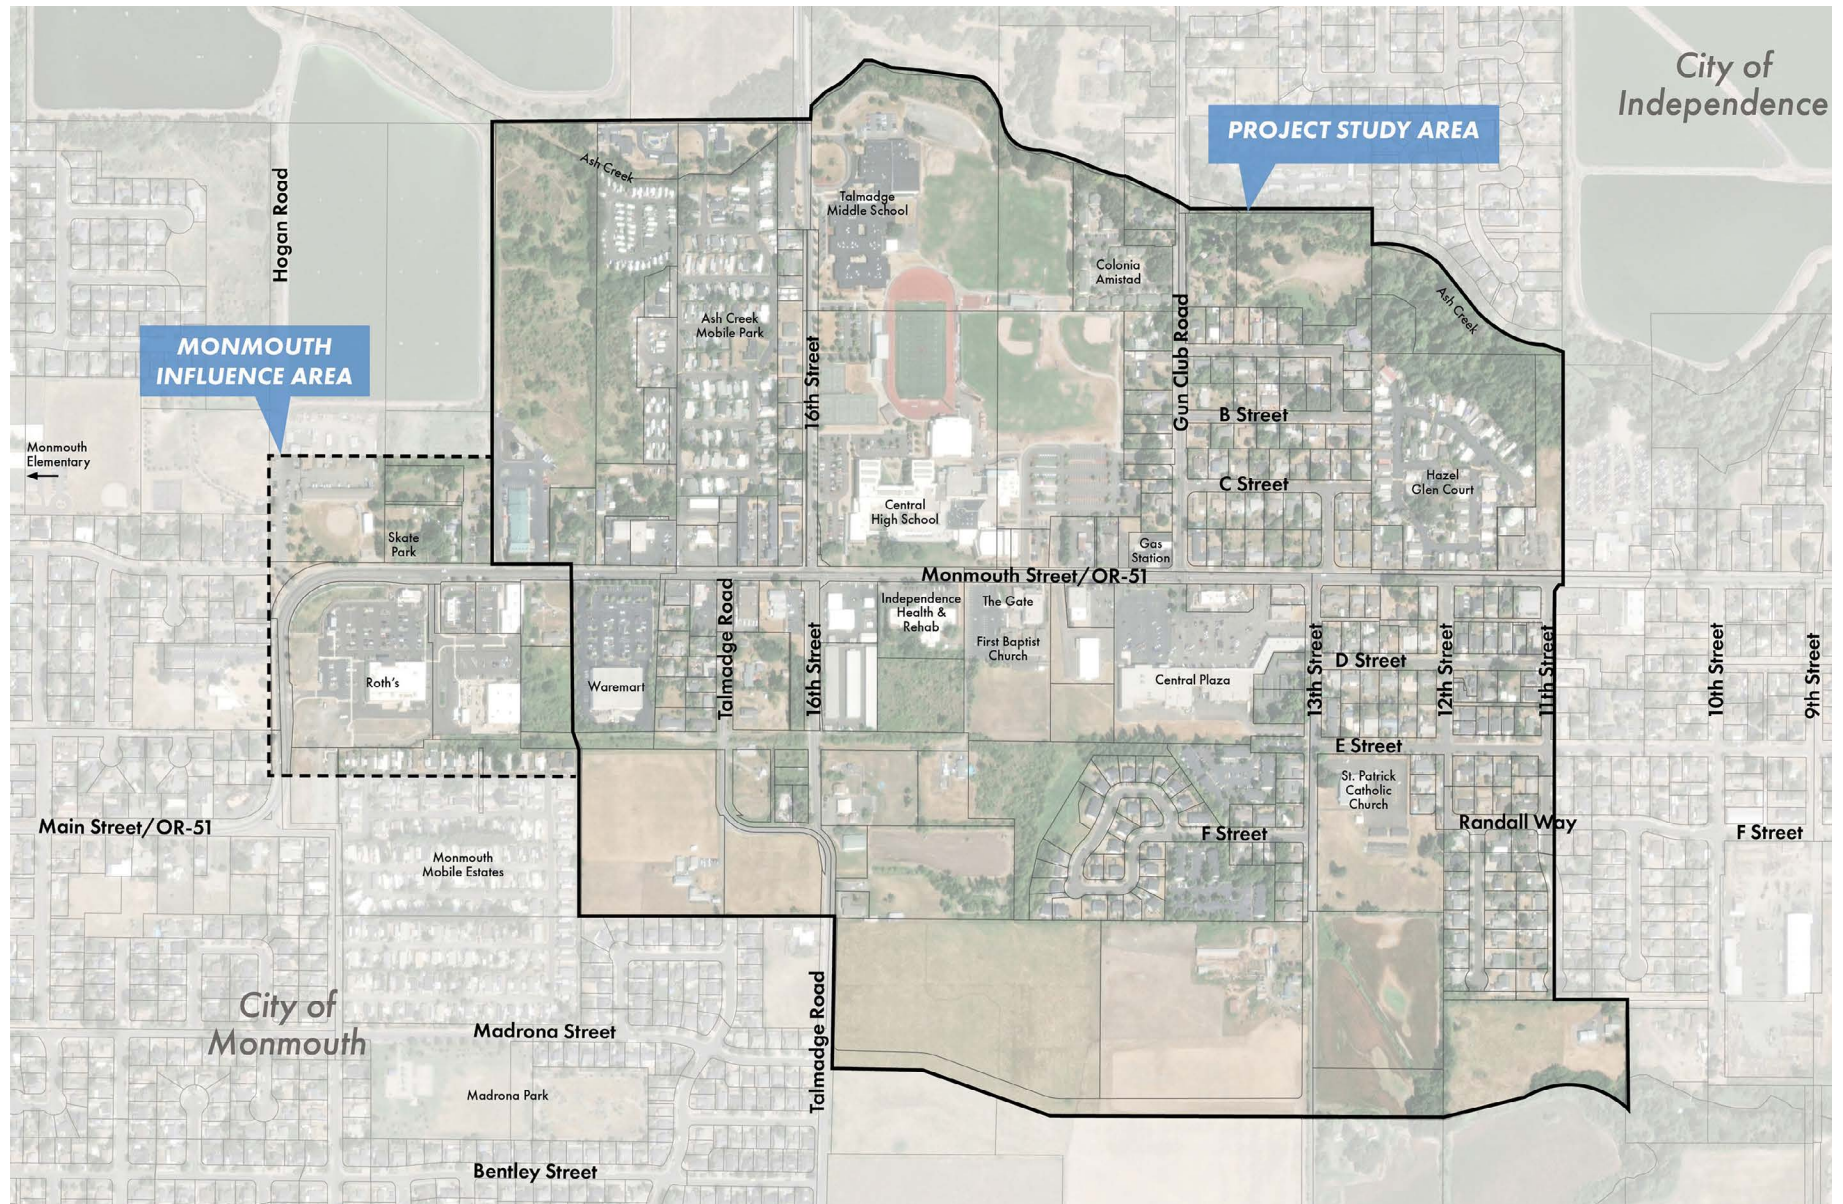 City of
Independence
PROJECT STUDY AREA
Ash Creek
Hogan Road
Talmadge
Middle School
Colonia
Amistad
Ash Creek
Ash Creek
Mobile Park
MONMOUTH
INFLUENCE AREA
16th Street
Gun Club Road
B Street
Monmouth
Elementary
C Street
Hazel
Glen Court
Central
High School
Skate
Park
Gas
Station
Monmouth Street/OR-51
Independence
Health &
Rehab
The Gate
First Baptist
Church
Talmadge Road
16th Street
Roth's
Waremart
Central Plaza
13th Street
D Street
12th Street
11th Street
10th Street
9th Street
E Street
St. Patrick
Catholic
Church
Main Street/OR-51
F Street
Randall Way
F Street
Monmouth
Mobile Estates
City of
Monmouth
Madrona Street
Talmadge Road
Madrona Park
Bentley Street